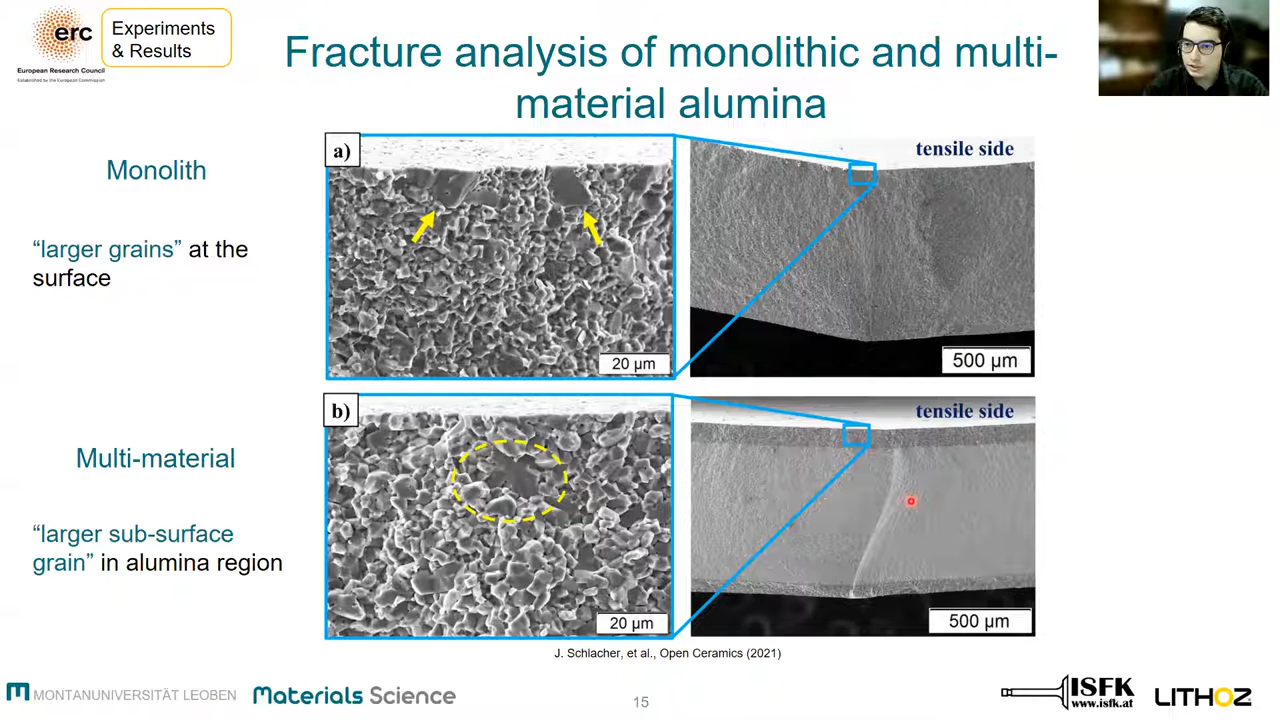 erc
European Research Council
Established by the European Commission
Experiments
& Results
Fracture analysis of monolithic and multi-
material alumina
Monolith
“larger grains” at the
surface
a)
20 µm
tensile side
500 µm
Multi-material
“larger sub-surface
grain” in alumina region
b)
20 µm
tensile side
500 µm
J. Schlacher, et al., Open Ceramics (2021)
MONTANUNIVERSITÄT LEOBEN
Materials Science
15
ISFK
www.isfk.at
LITHOZ